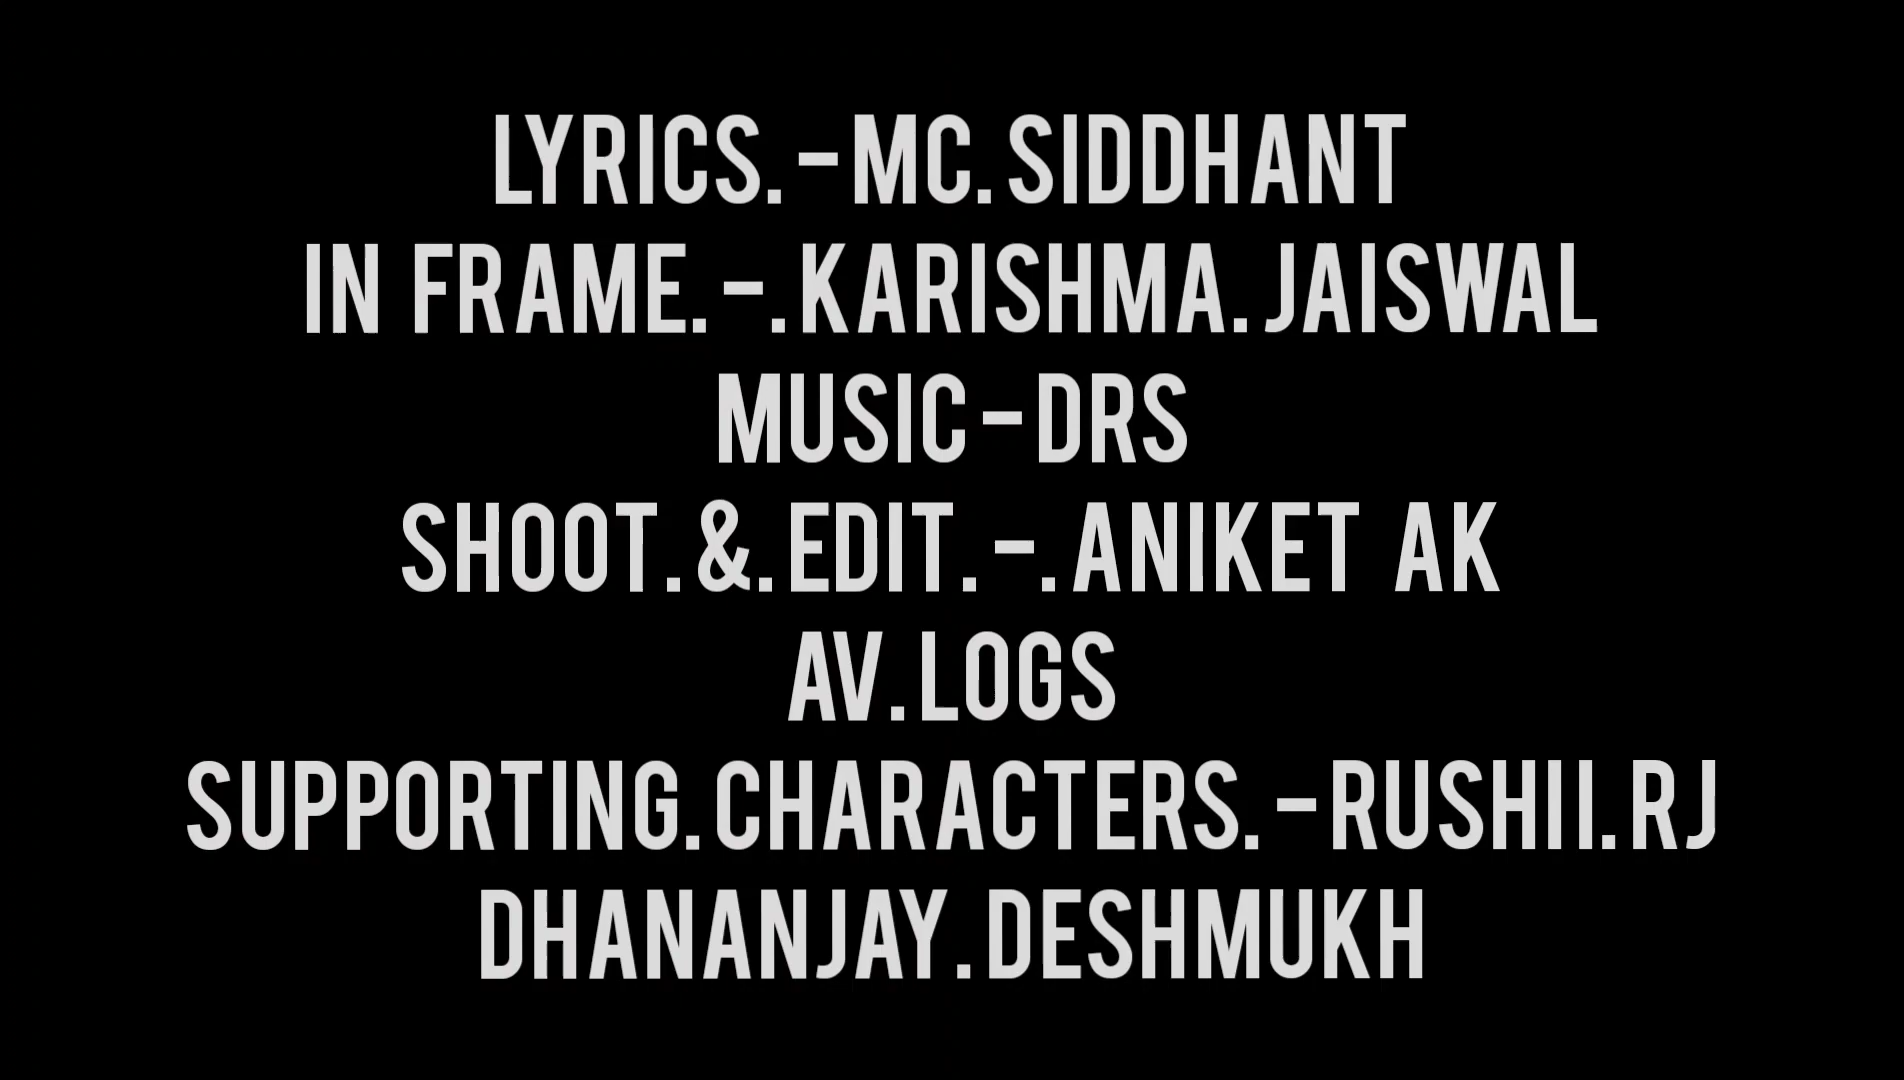 LYRICS. - MC. SIDDHANT
IN FRAME. -. KARISHMA. JAISWAL
MUSIC - DRS
SHOOT. &. EDIT. -. ANIKET AK
AV. LOGS
SUPPORTING. CHARACTERS. - RUSHII. RJ
DHANANJAY. DESHMUKH